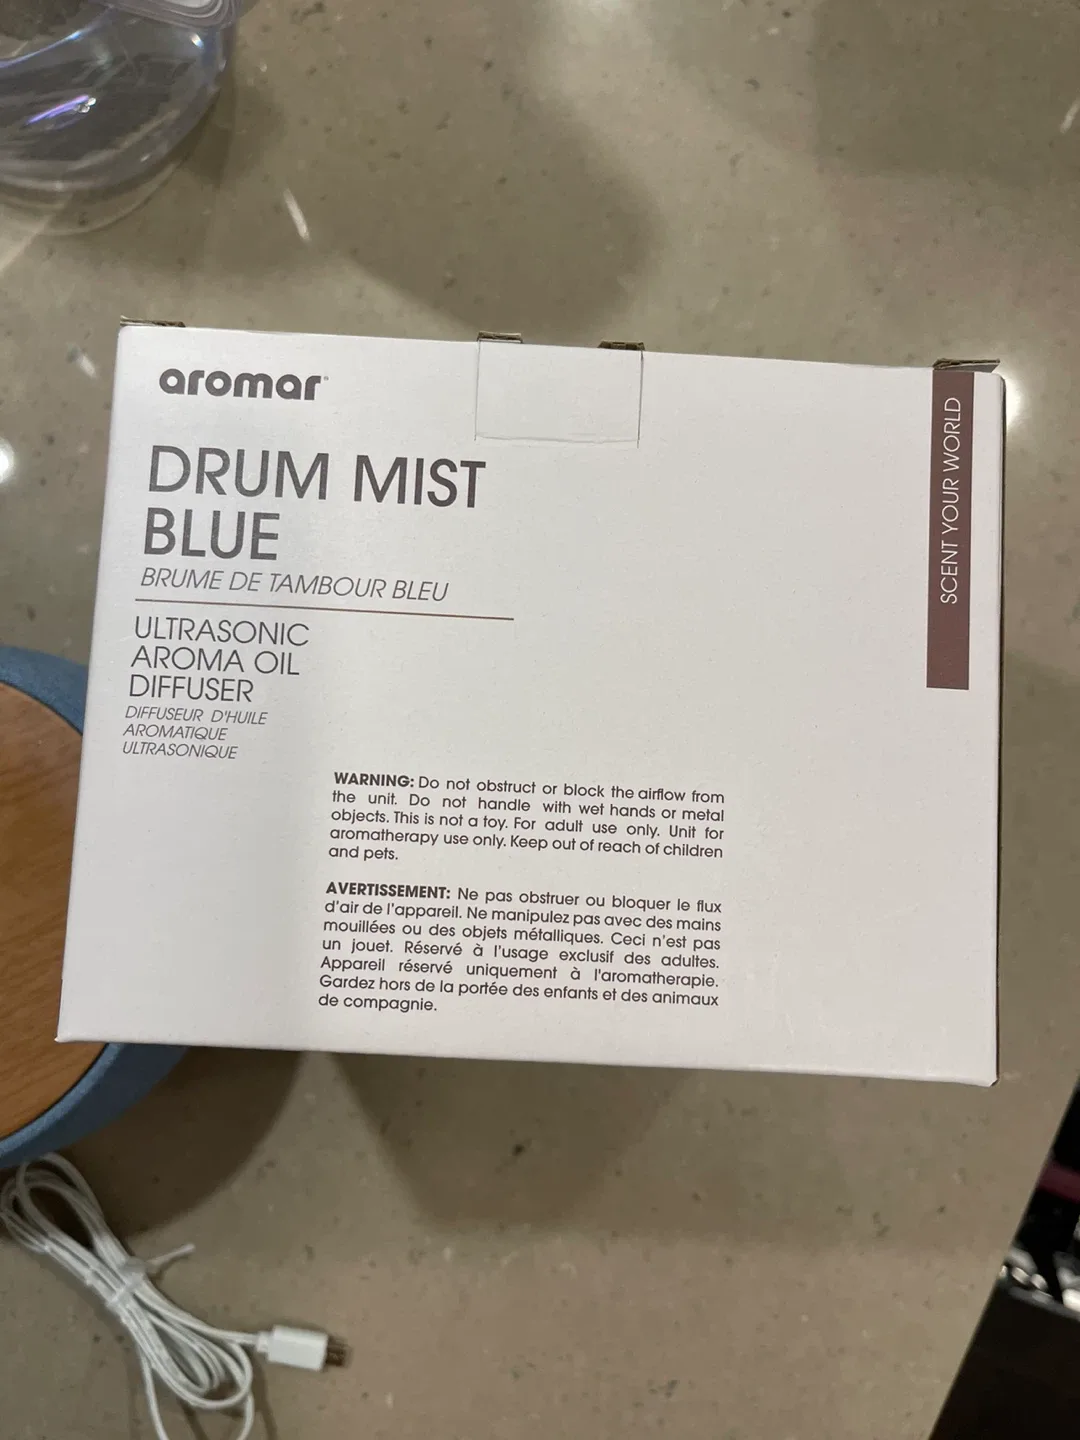 aromar
DRUM MIST
BLUE
BRUME DE TAMBOUR BLEU
ULTRASONIC
AROMA OIL
DIFFUSER
DIFFUSEUR D'HUILE
AROMATIQUE
ULTRASONIQUE
SCENT YOUR WORLD
WARNING: Do not obstruct or block the airflow from
the unit. Do not handle with wet hands or metal
objects. This is not a toy. For adult use only. Unit for
aromatherapy use only. Keep out of reach of children
and pets.
AVERTISSEMENT: Ne pas obstruer ou bloquer le flux
d'air de l'appareil. Ne manipulez pas avec des mains
mouillées ou des objets métalliques. Ceci n'est pas
un jouet. Réservé à l'usage exclusif des adultes.
Appareil réservé uniquement à l'aromatherapie.
Gardez hors de la portée des enfants et des animaux
de compagnie.